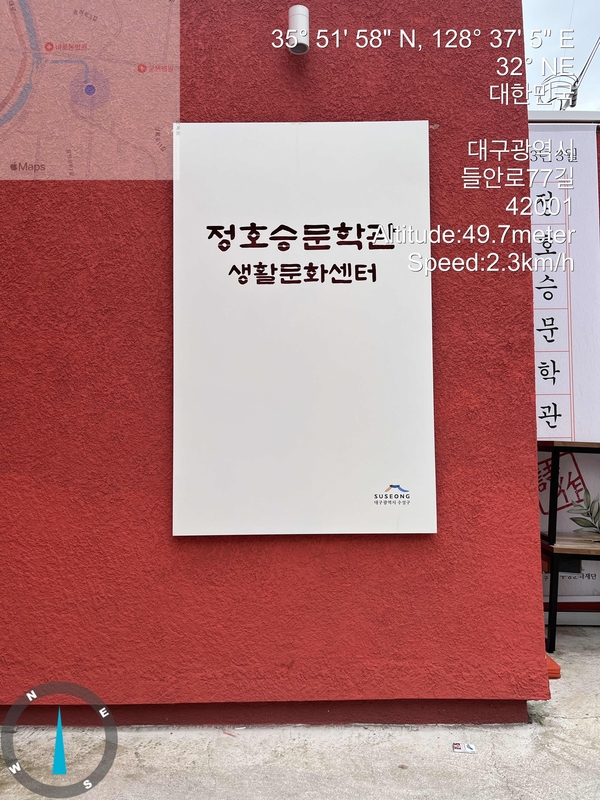 35° 51' 58" N, 128° 37' 5" E
32° NE
대한민국
대구광역시
들안로77길
42001
Altitude:49.7meter
Speed:2.3km/h
Maps
정호승문학관
생활문화센터
SUSEONG
대구광역시 수성구
3월
정
호
승
문
학
관
N
E
S
W